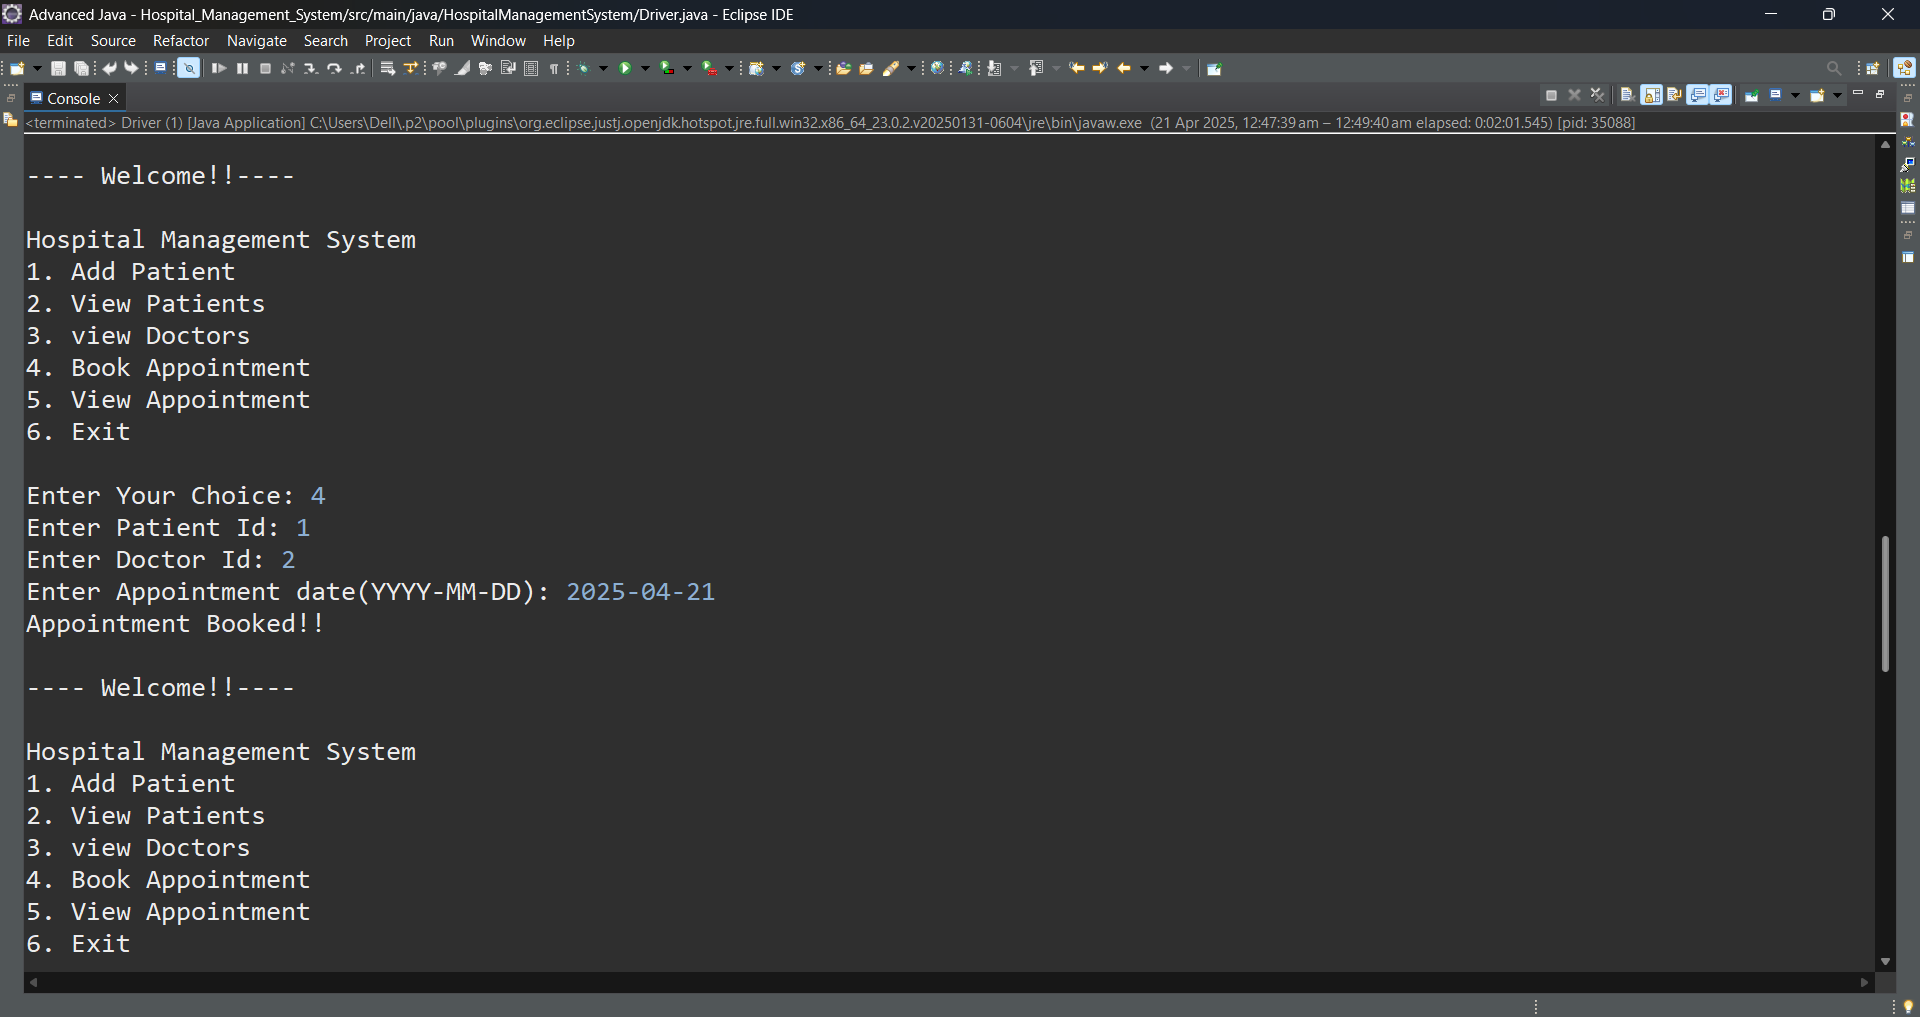 Advanced Java - Hospital_Management_System/src/main/java/HospitalManagementSystem/Driver.java - Eclipse IDE
File Edit Source Refactor Navigate Search Project Run Window Help
Console
<terminated> Driver (1) [Java Application] C:\Users\Dell\.p2\pool\plugins\org.eclipse.justj.openjdk.hotspot.jre.full.win32.x86_64_23.0.2.v20250131-0604\jre\bin\javaw.exe (21 Apr 2025, 12:47:39 am – 12:49:40 am elapsed: 0:02:01.545) [pid: 35088]
---- Welcome!!----
Hospital Management System
1. Add Patient
2. View Patients
3. view Doctors
4. Book Appointment
5. View Appointment
6. Exit
Enter Your Choice: 4
Enter Patient Id: 1
Enter Doctor Id: 2
Enter Appointment date(YYYY-MM-DD): 2025-04-21
Appointment Booked!!
---- Welcome!!----
Hospital Management System
1. Add Patient
2. View Patients
3. view Doctors
4. Book Appointment
5. View Appointment
6. Exit